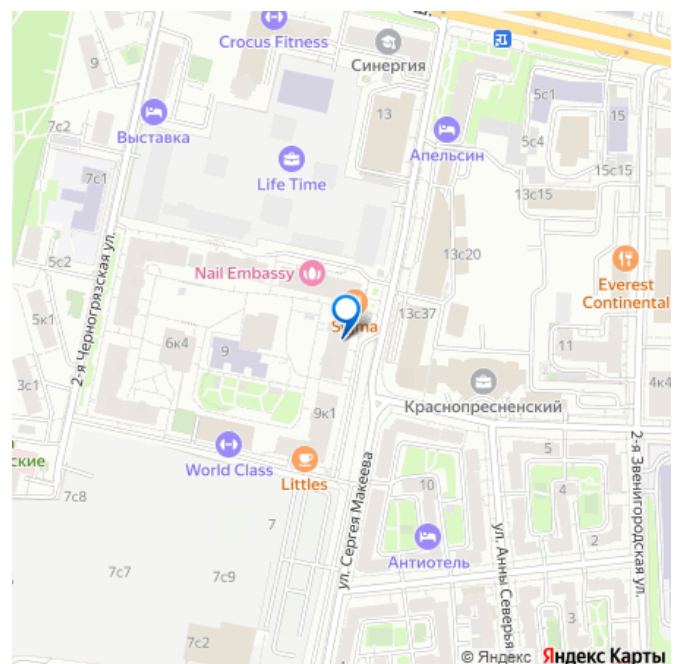 ш.
Crocus Fitness
Синергия
9
7с2
Выставка
13
5с1
15
Апельсин
5с4
7с1
Life Time
15с15
13с15
2-я Черногрязская ул.
5с2
13с20
Nail Embassy
Everest
Continental
Sigma
13с37
5к1
6к4
9
11
3с1
4к4
Краснопресненский
9к1
ские
World Class
Littles
5
2-я Звенигородская ул.
7с8
ул. Сергея Макеева
10
4
7
ул. Анны Северья
2
Антиотель
7с7
7с9
3
7с2
© Яндекс Яндекс Карты